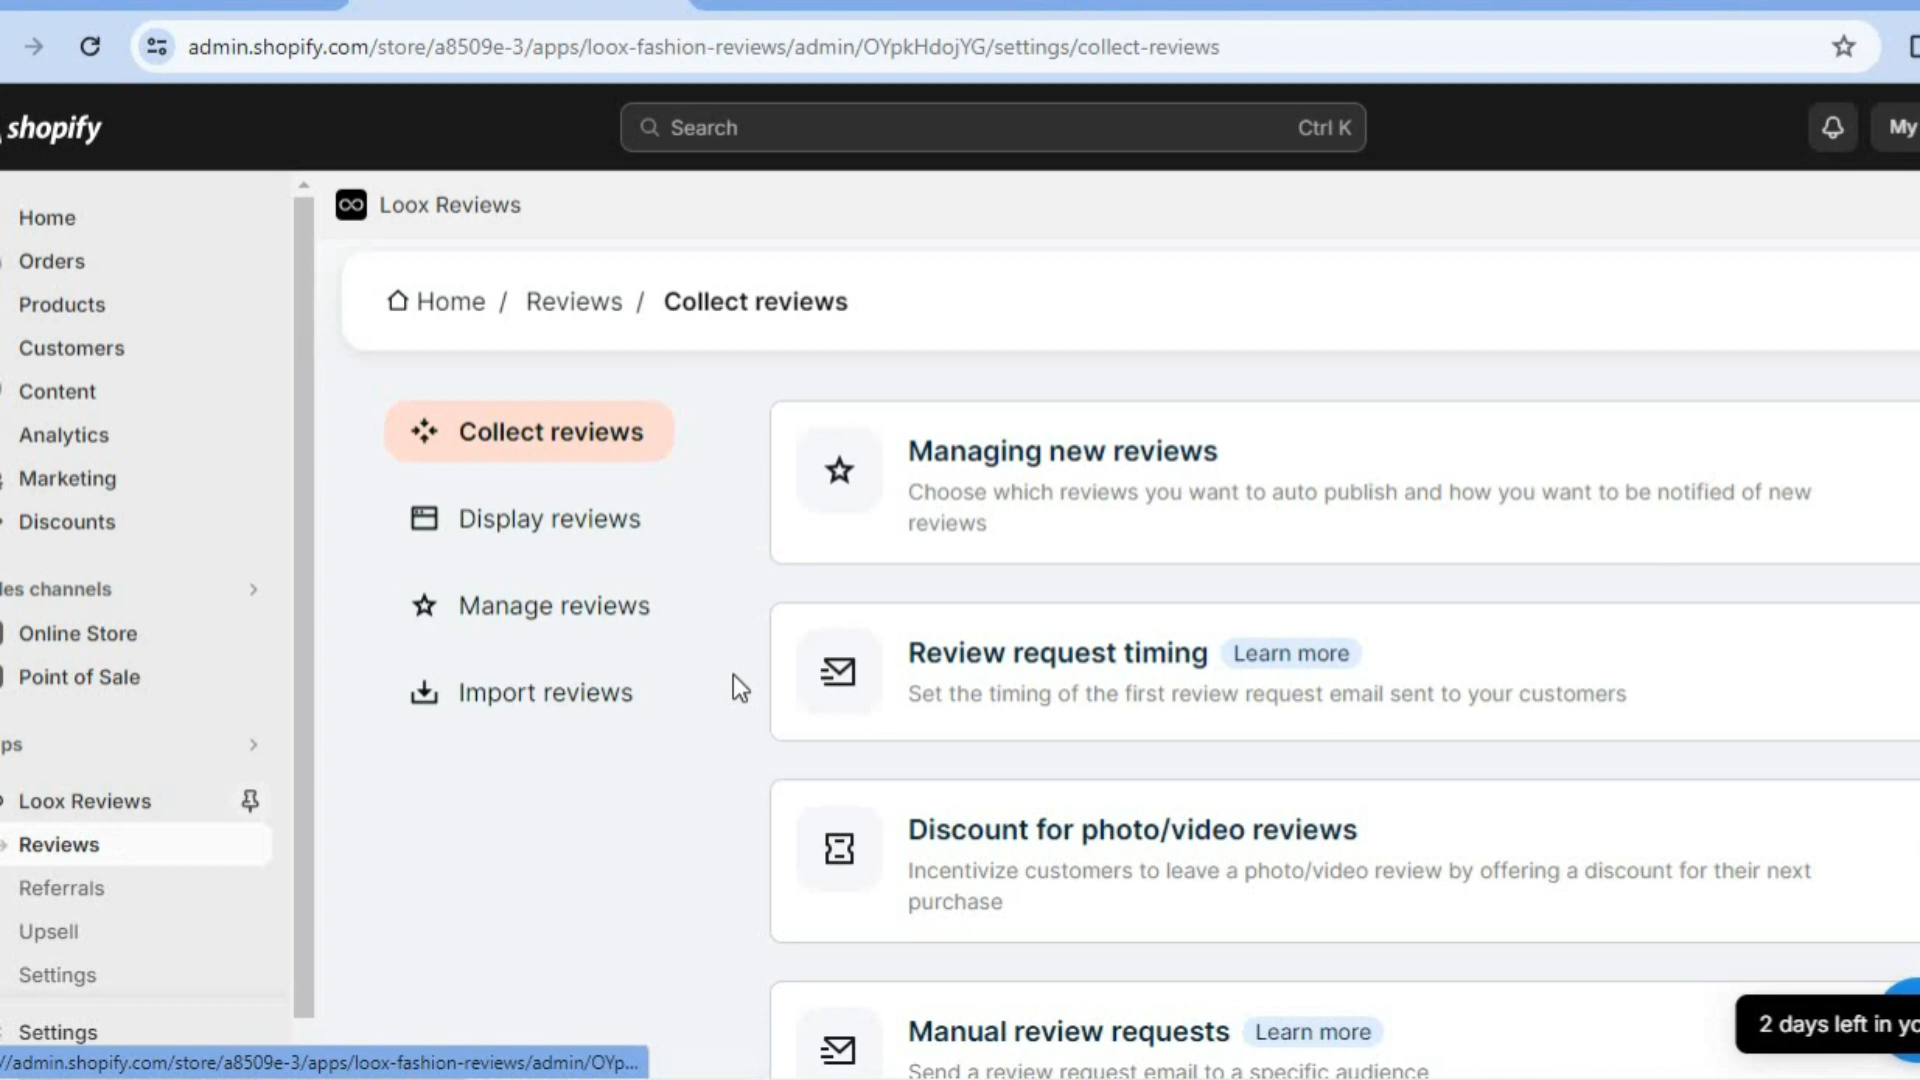 admin.shopify.com/store/a8509e-3/apps/loox-fashion-reviews/admin/OYpkHdojYG/settings/collect-reviews
shopify
Search
Ctrl K
My
Home
Orders
Products
Customers
Content
Analytics
Marketing
Discounts
les channels
Online Store
Point of Sale
ps
Loox Reviews
Reviews
Referrals
Upsell
Settings
Settings
Loox Reviews
Home / Reviews / Collect reviews
Collect reviews
Display reviews
Manage reviews
Import reviews
Managing new reviews
Choose which reviews you want to auto publish and how you want to be notified of new
reviews
Review request timing Learn more
Set the timing of the first review request email sent to your customers
Discount for photo/video reviews
Incentivize customers to leave a photo/video review by offering a discount for their next
purchase
Manual review requests Learn more
Send a review request email to a specific audience
2 days left in yo
//admin.shopify.com/store/a8509e-3/apps/loox-fashion-reviews/admin/OYp...